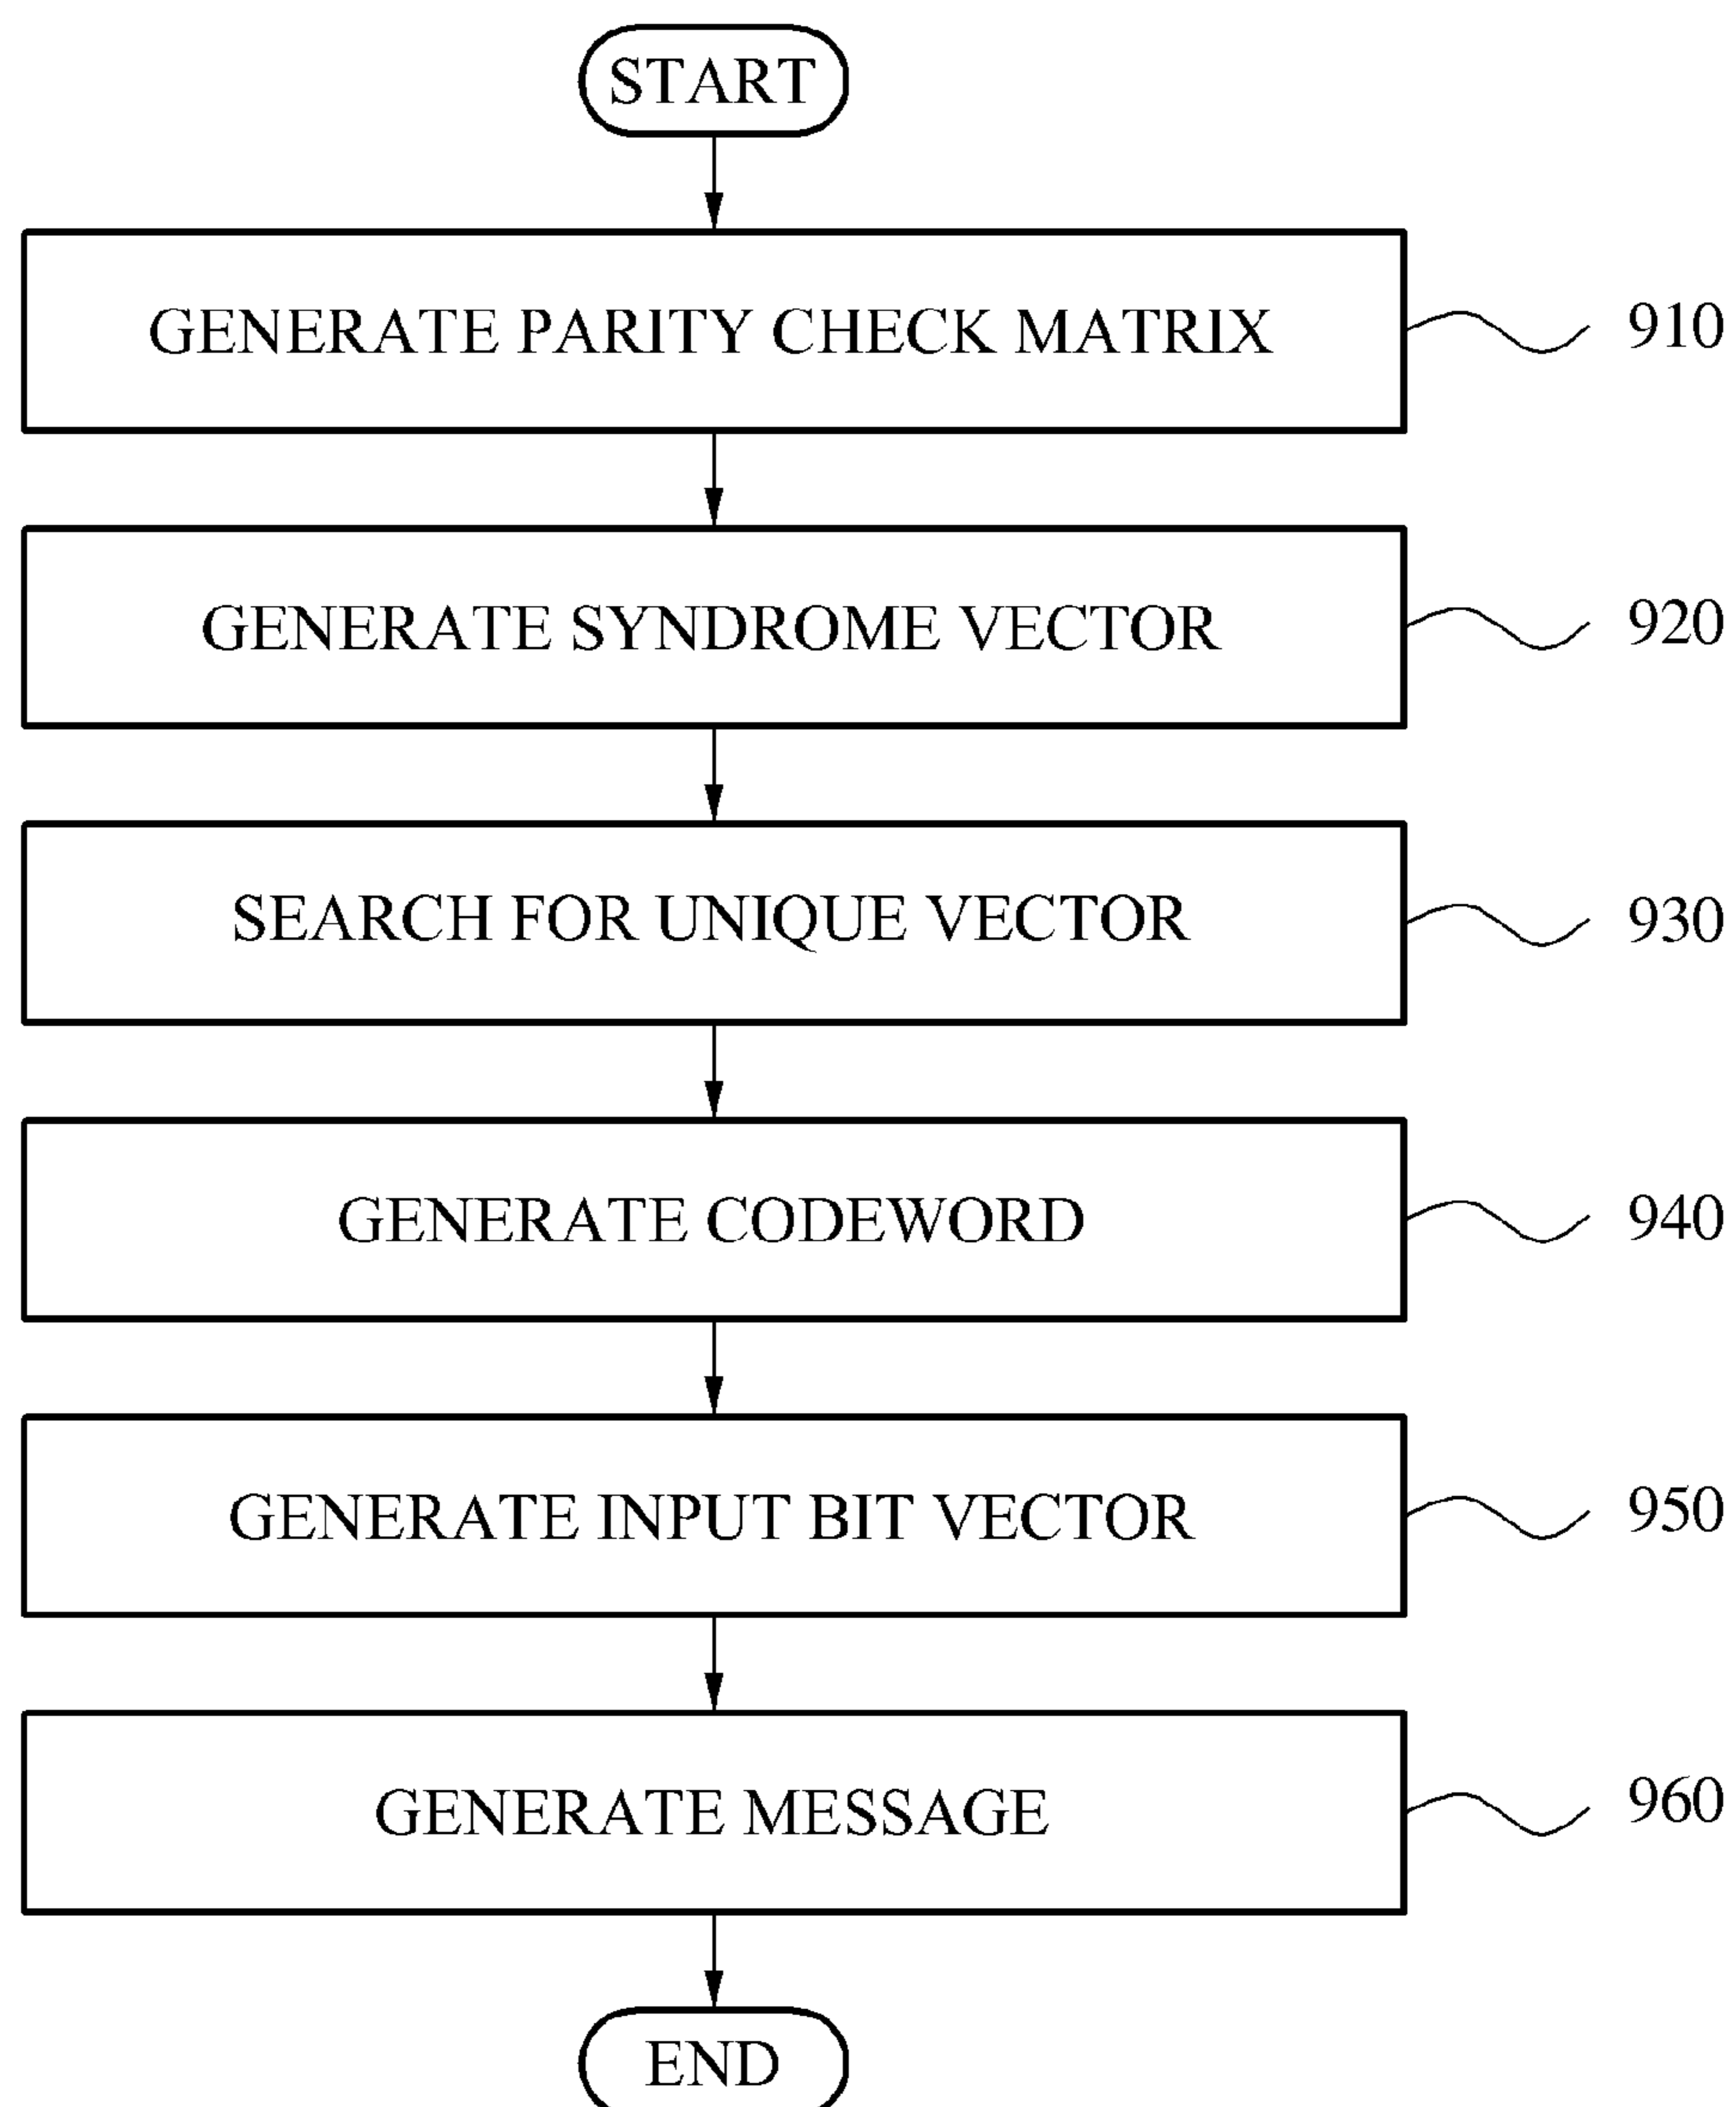 START
GENERATE PARITY CHECK MATRIX
910
GENERATE SYNDROME VECTOR
920
SEARCH FOR UNIQUE VECTOR
930
GENERATE CODEWORD
940
GENERATE INPUT BIT VECTOR
950
GENERATE MESSAGE
960
END